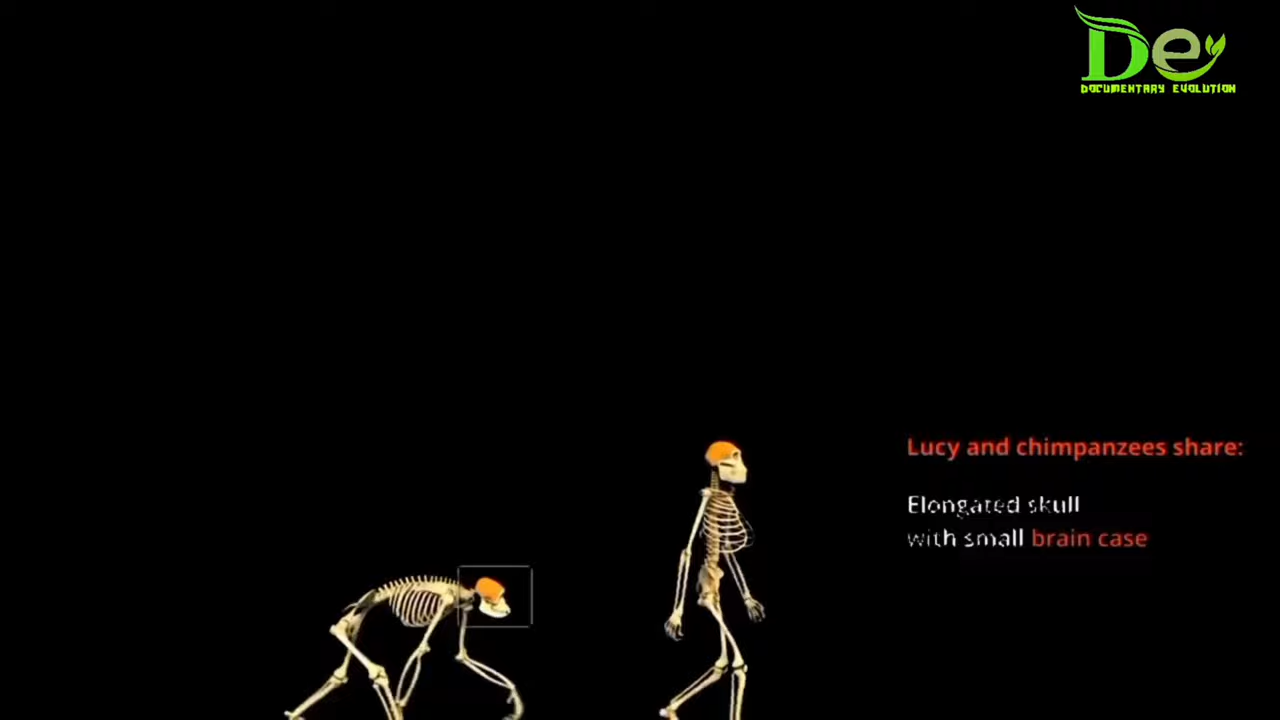 De
DOCUMENTARY EVOLUTION
Lucy and chimpanzees share:
Elongated skull
with small brain case